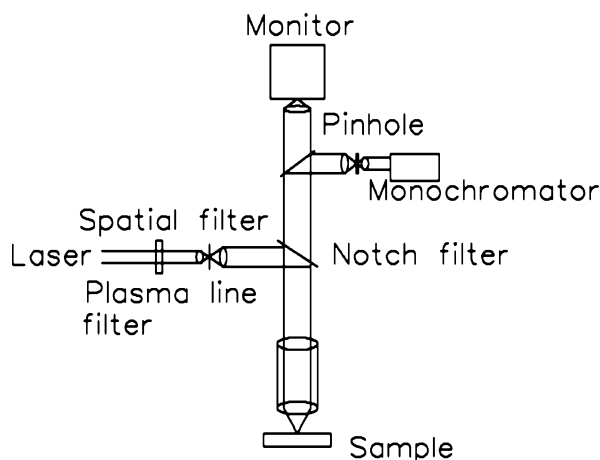 Monitor
Pinhole
Monochromator
Spatial filter
Laser
Notch filter
Plasma line
filter
Sample